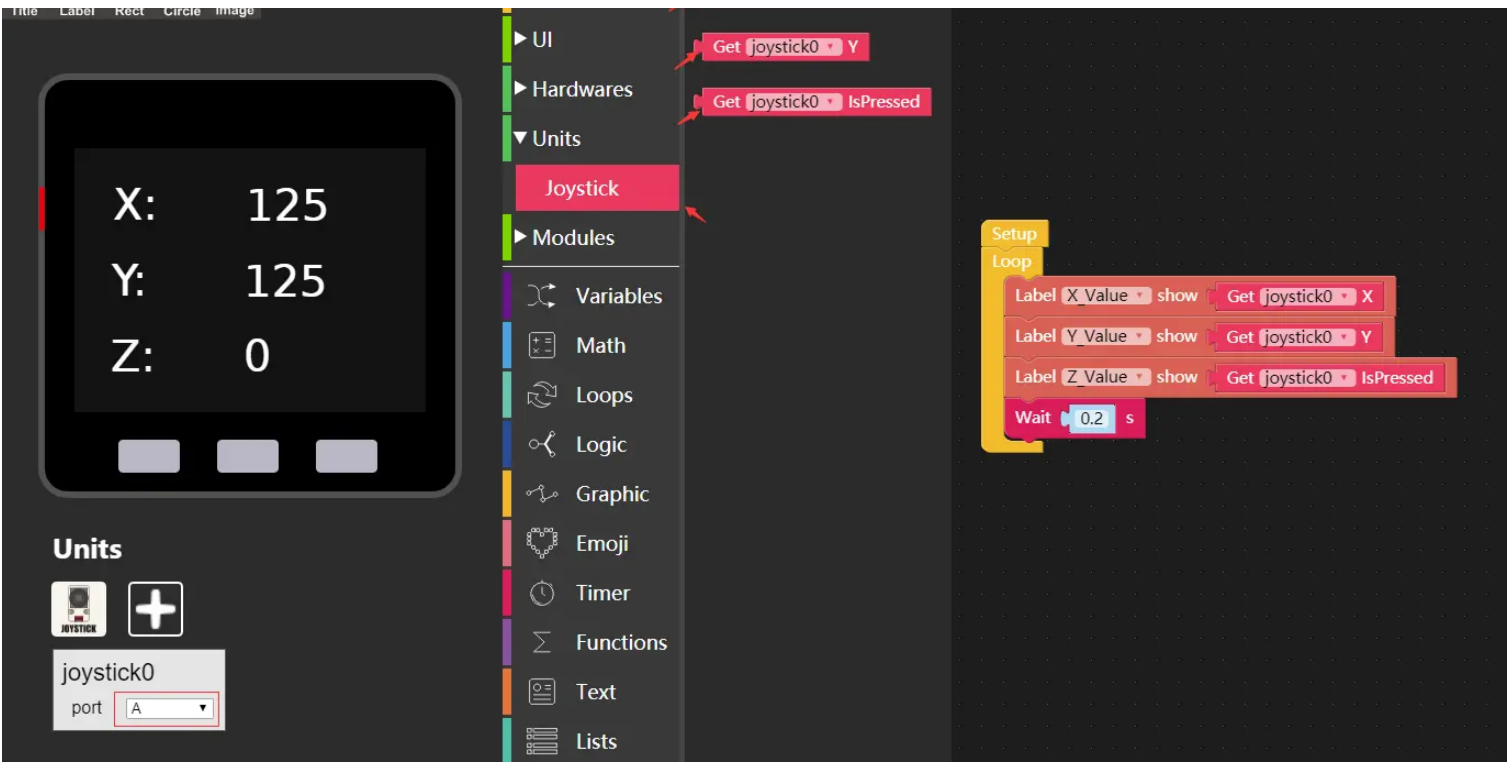 Title Label Rect Circle Image
X: 125
Y: 125
Z: 0
Units
JOYSTICK
joystick0
port A
UI
Hardwares
Units
Joystick
Modules
Variables
Math
Loops
Logic
Graphic
Emoji
Timer
Functions
Text
Lists
Get joystick0 Y
Get joystick0 IsPressed
Setup
Loop
Label X_Value show Get joystick0 X
Label Y_Value show Get joystick0 Y
Label Z_Value show Get joystick0 IsPressed
Wait 0.2 s